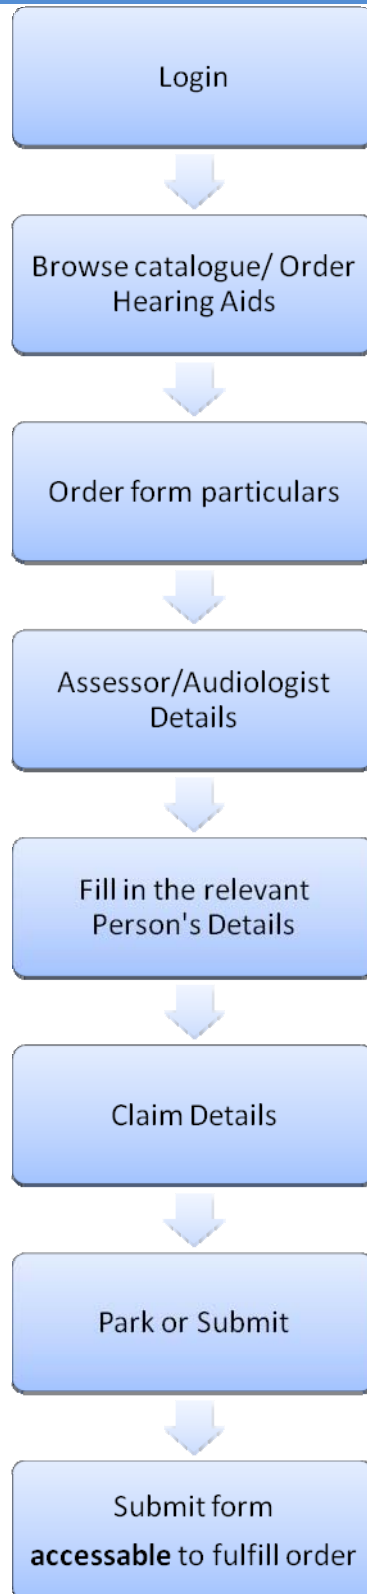 Login
Browse catalogue/ Order
Hearing Aids
Order form particulars
Assessor/Audiologist
Details
Fill in the relevant
Person's Details
Claim Details
Park or Submit
Submit form
accessable to fulfill order